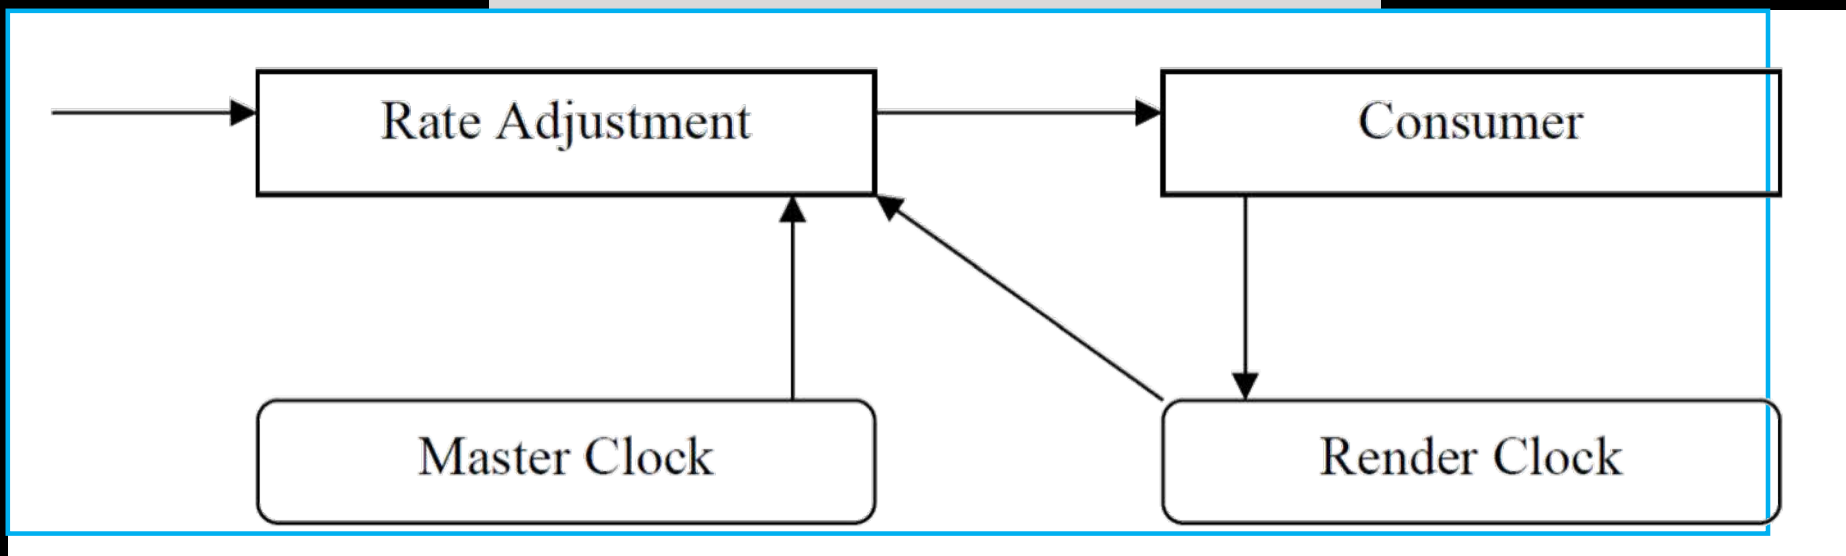 Rate Adjustment
Consumer
Master Clock
Render Clock